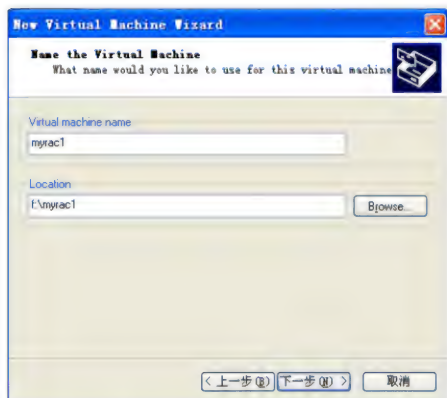 New Virtual Machine Wizard
Name the Virtual Machine
What name would you like to use for this virtual machine
Virtual machine name
myrac1
Location
f:\myrac1
Browse...
< 上一步(B) 下一步(N) > 取消